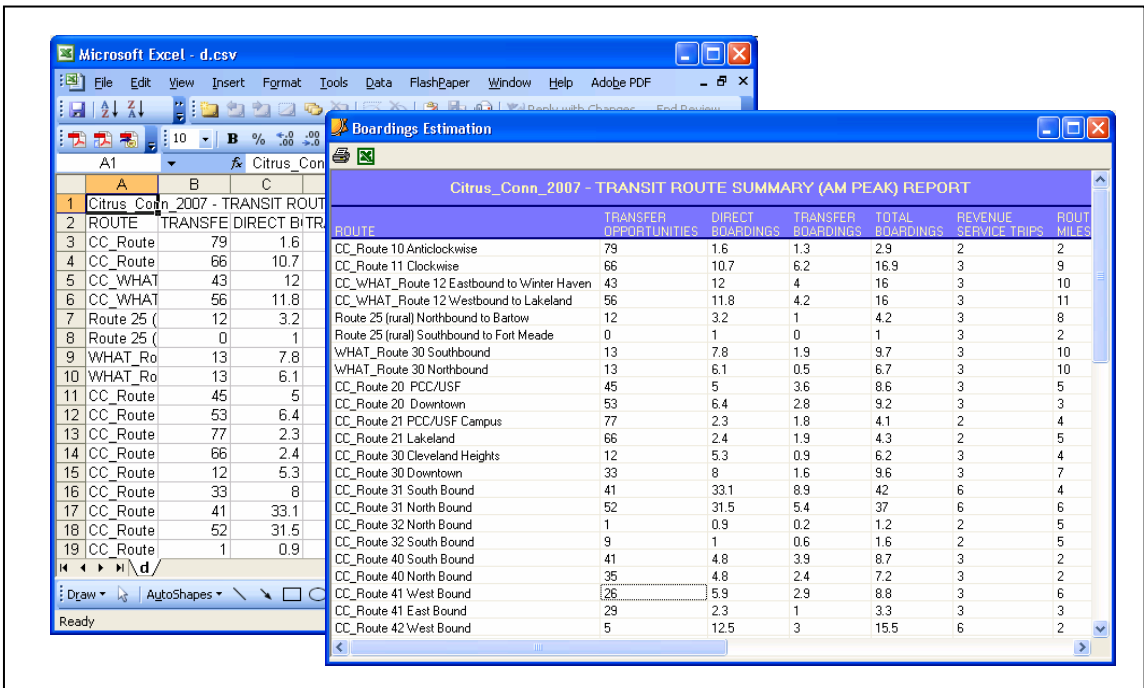 Microsoft Excel - d.csv
File Edit View Insert Format Tools Data FlashPaper Window Help Adobe PDF
Reply with Changes... End Review...
10 B %
A1 fx Citrus_Con
A B C
1 Citrus_Conn_2007 - TRANSIT ROUT
2 ROUTE TRANSFE DIRECT B TR
3 CC_Route 79 1.6
4 CC_Route 66 10.7
5 CC_WHAT 43 12
6 CC_WHAT 56 11.8
7 Route 25 ( 12 3.2
8 Route 25 ( 0 1
9 WHAT_Ro 13 7.8
10 WHAT_Ro 13 6.1
11 CC_Route 45 5
12 CC_Route 53 6.4
13 CC_Route 77 2.3
14 CC_Route 66 2.4
15 CC_Route 12 5.3
16 CC_Route 33 8
17 CC_Route 41 33.1
18 CC_Route 52 31.5
19 CC_Route 1 0.9
d
Draw AutoShapes
Ready
Boardings Estimation
Citrus_Conn_2007 - TRANSIT ROUTE SUMMARY (AM PEAK) REPORT
ROUTE TRANSFER OPPORTUNITIES DIRECT BOARDINGS TRANSFER BOARDINGS TOTAL BOARDINGS REVENUE SERVICE TRIPS ROUT MILES
CC_Route 10 Anticlockwise 79 1.6 1.3 2.9 2 2
CC_Route 11 Clockwise 66 10.7 6.2 16.9 3 9
CC_WHAT_Route 12 Eastbound to Winter Haven 43 12 4 16 3 10
CC_WHAT_Route 12 Westbound to Lakeland 56 11.8 4.2 16 3 11
Route 25 (rural) Northbound to Bartow 12 3.2 1 4.2 3 8
Route 25 (rural) Southbound to Fort Meade 0 1 0 1 3 2
WHAT_Route 30 Southbound 13 7.8 1.9 9.7 3 10
WHAT_Route 30 Northbound 13 6.1 0.5 6.7 3 10
CC_Route 20 PCC/USF 45 5 3.6 8.6 3 5
CC_Route 20 Downtown 53 6.4 2.8 9.2 3 3
CC_Route 21 PCC/USF Campus 77 2.3 1.8 4.1 2 4
CC_Route 21 Lakeland 66 2.4 1.9 4.3 2 5
CC_Route 30 Cleveland Heights 12 5.3 0.9 6.2 3 4
CC_Route 30 Downtown 33 8 1.6 9.6 3 7
CC_Route 31 South Bound 41 33.1 8.9 42 6 4
CC_Route 31 North Bound 52 31.5 5.4 37 6 6
CC_Route 32 North Bound 1 0.9 0.2 1.2 2 5
CC_Route 32 South Bound 9 1 0.6 1.6 2 5
CC_Route 40 South Bound 41 4.8 3.9 8.7 3 2
CC_Route 40 North Bound 35 4.8 2.4 7.2 3 2
CC_Route 41 West Bound 26 5.9 2.9 8.8 3 6
CC_Route 41 East Bound 29 2.3 1 3.3 3 3
CC_Route 42 West Bound 5 12.5 3 15.5 6 2